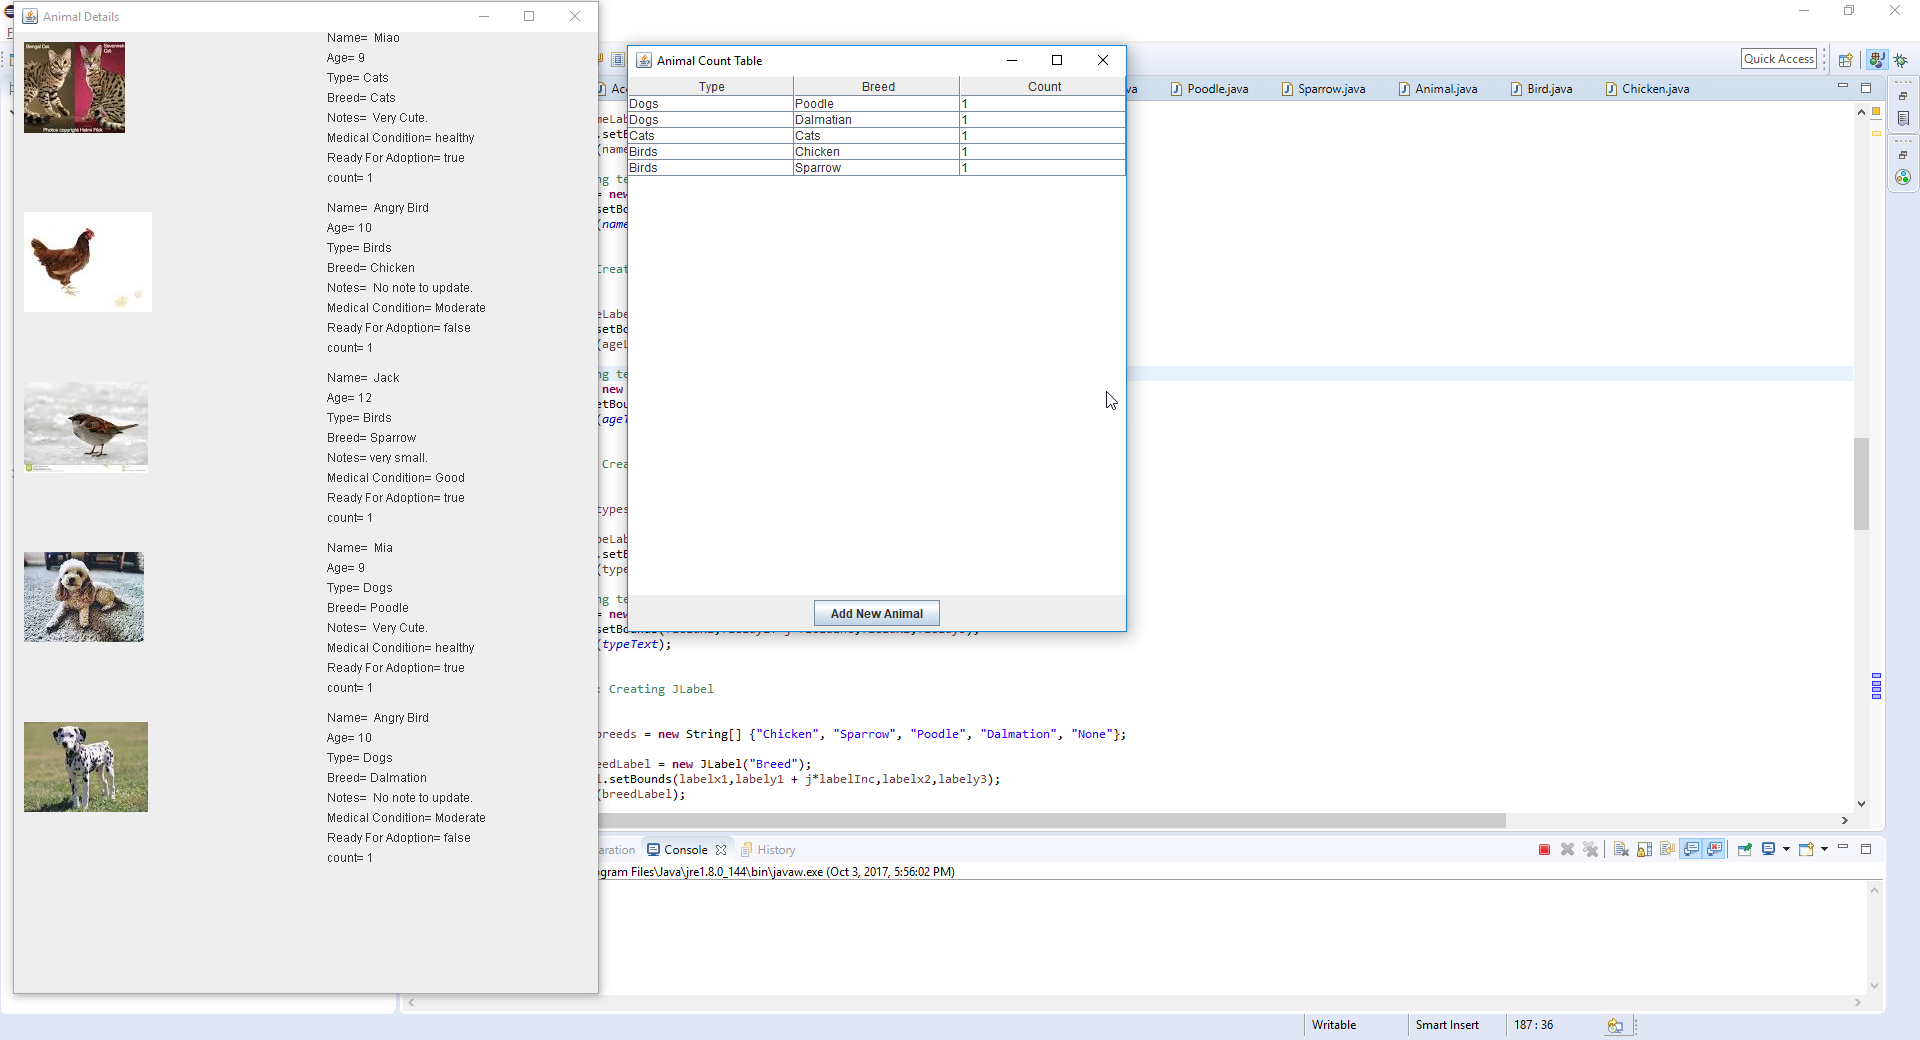 Animal Details
Bengal Cat
Savannah Cat
Name= Miao
Age= 9
Type= Cats
Breed= Cats
Notes= Very Cute.
Medical Condition= healthy
Ready For Adoption= true
count= 1
Name= Angry Bird
Age= 10
Type= Birds
Breed= Chicken
Notes= No note to update.
Medical Condition= Moderate
Ready For Adoption= false
count= 1
Name= Jack
Age= 12
Type= Birds
Breed= Sparrow
Notes= very small.
Medical Condition= Good
Ready For Adoption= true
count= 1
Name= Mia
Age= 9
Type= Dogs
Breed= Poodle
Notes= Very Cute.
Medical Condition= healthy
Ready For Adoption= true
count= 1
Name= Angry Bird
Age= 10
Type= Dogs
Breed= Dalmation
Notes= No note to update.
Medical Condition= Moderate
Ready For Adoption= false
count= 1
Animal Count Table
Type Breed Count
Dogs Poodle 1
Dogs Dalmatian 1
Cats Cats 1
Birds Chicken 1
Birds Sparrow 1
Add New Animal
Quick Access
Poodle.java Sparrow.java Animal.java Bird.java Chicken.java
(typeText);
: Creating JLabel
breeds = new String[] {"Chicken", "Sparrow", "Poodle", "Dalmation", "None"};
eedLabel = new JLabel("Breed");
l.setBounds(labelx1,labely1 + j*labelInc,labelx2,labely3);
(breedLabel);
aration Console History
gram Files\Java\jre1.8.0_144\bin\javaw.exe (Oct 3, 2017, 5:56:02 PM)
Writable Smart Insert 187 : 36